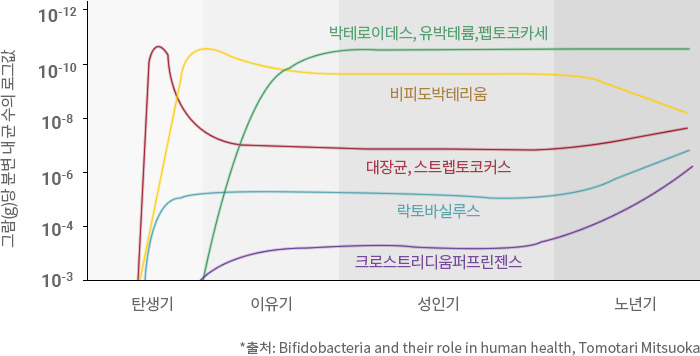 그람(g)당 분변 내 균 수의 로그값
10-12
10-10
10-8
10-6
10-4
10-3
박테로이데스, 유박테륨,펩토코카세
비피도박테리움
대장균, 스트렙토코커스
락토바실루스
크로스트리디움퍼프린젠스
탄생기 이유기 성인기 노년기
*출처: Bifidobacteria and their role in human health, Tomotari Mitsuoka